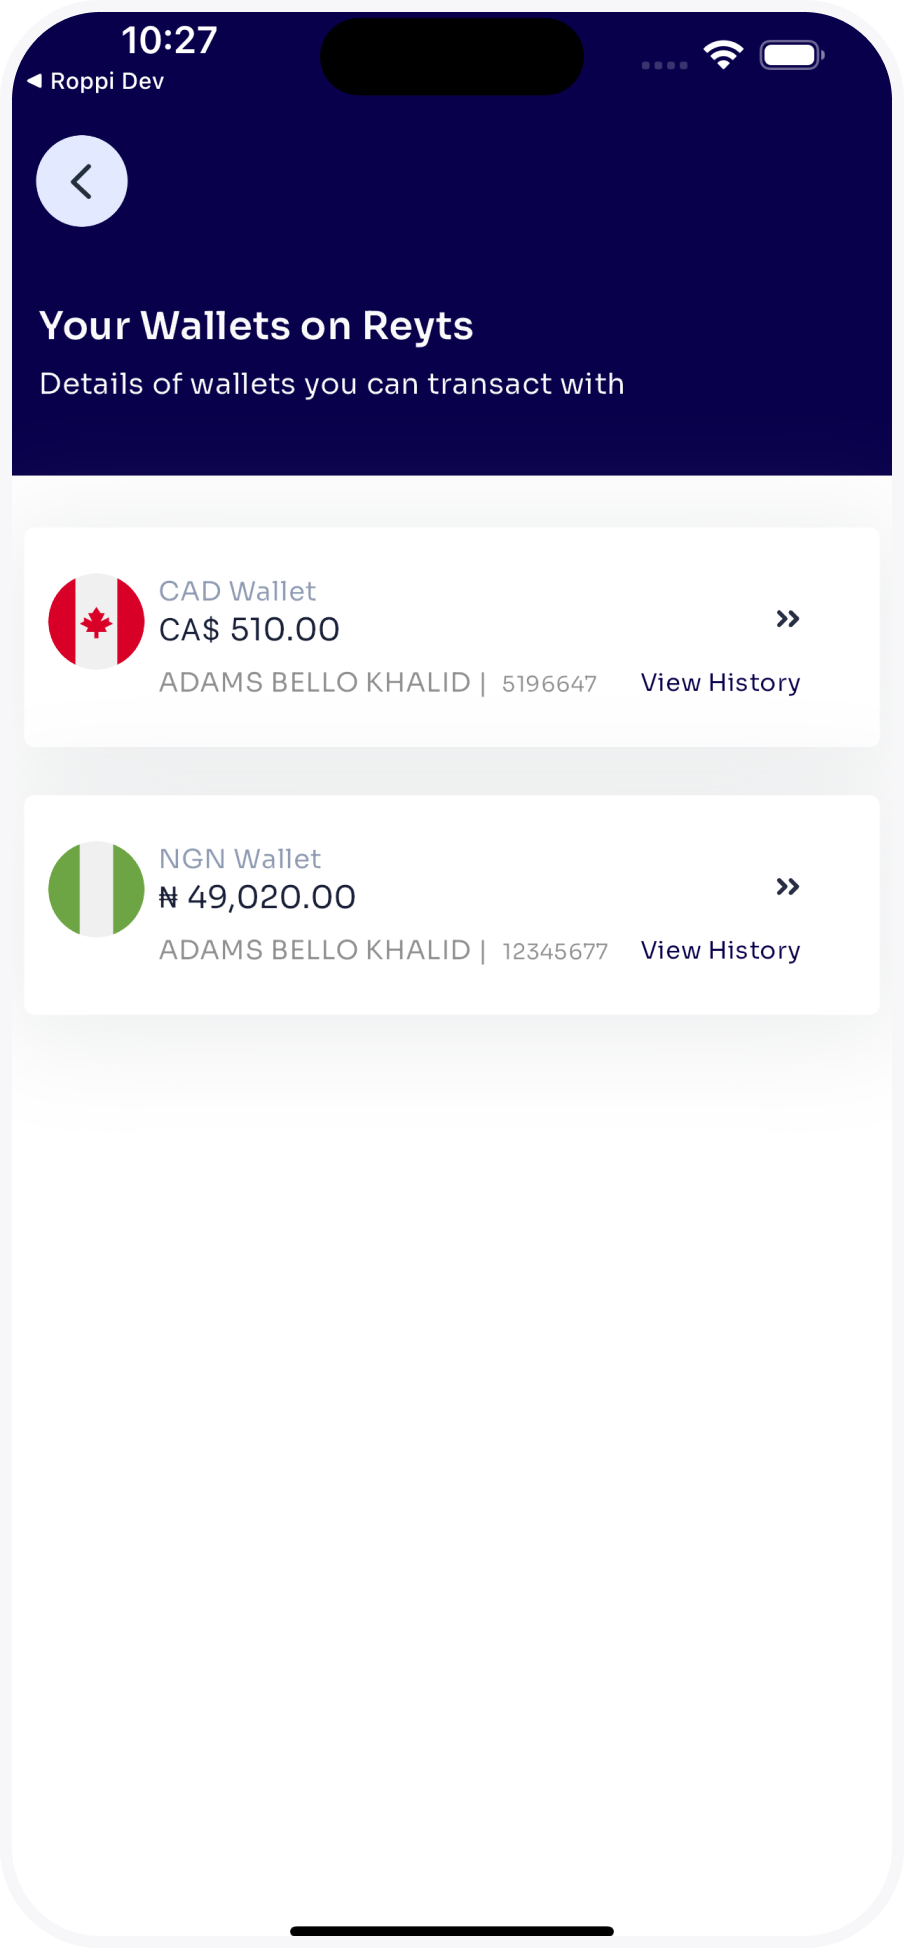 10:27
◀ Roppi Dev
Your Wallets on Reyts
Details of wallets you can transact with
CAD Wallet
CA$ 510.00
ADAMS BELLO KHALID | 5196647 View History
NGN Wallet
₦ 49,020.00
ADAMS BELLO KHALID | 12345677 View History